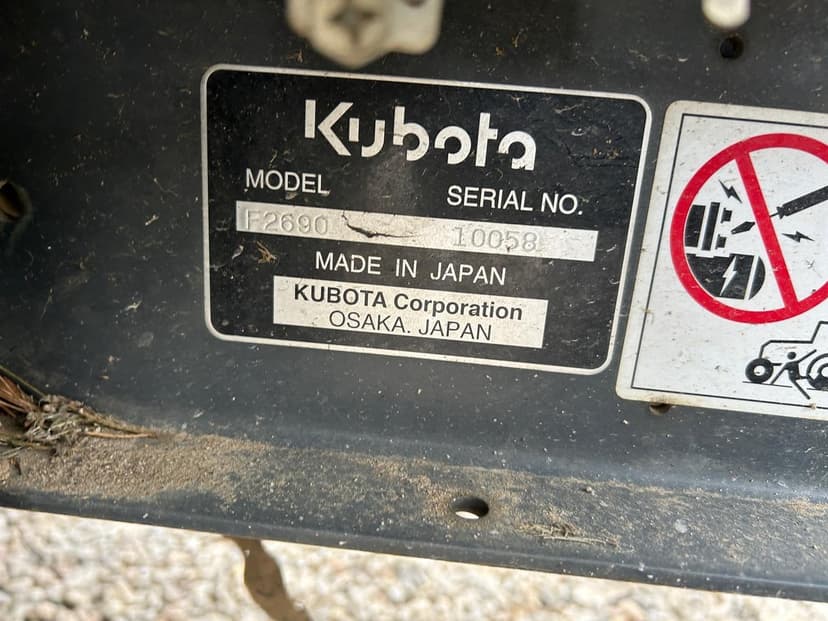 Kubota
MODEL SERIAL NO.
F2690 10058
MADE IN JAPAN
KUBOTA Corporation
OSAKA. JAPAN